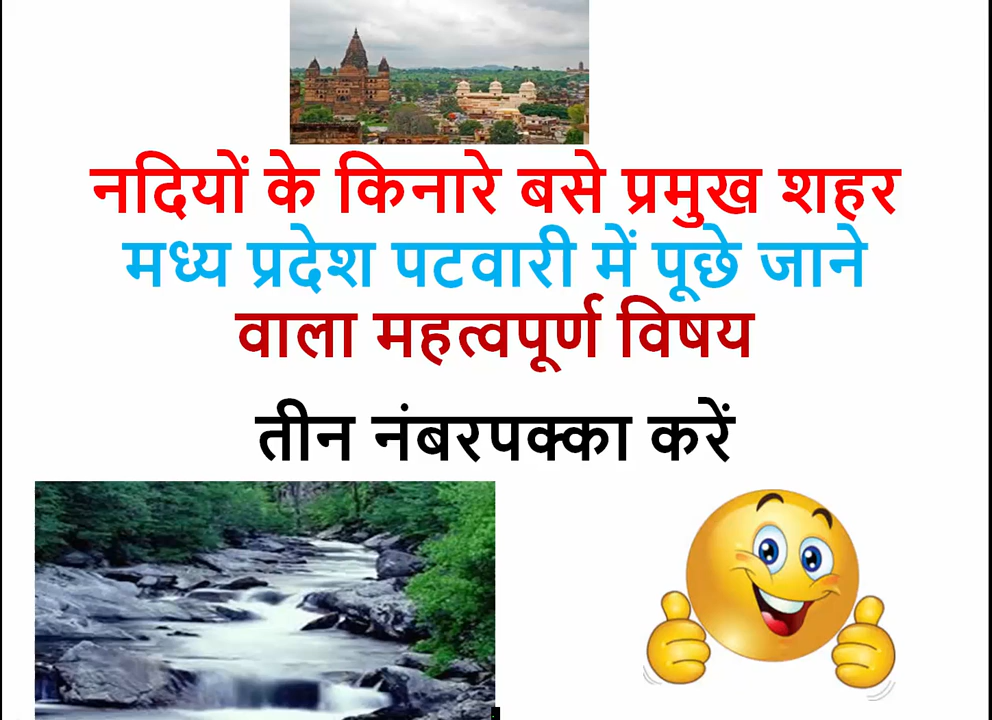 नदियों के किनारे बसे प्रमुख शहर
मध्य प्रदेश पटवारी में पूछे जाने
वाला महत्वपूर्ण विषय
तीन नंबरपक्का करें